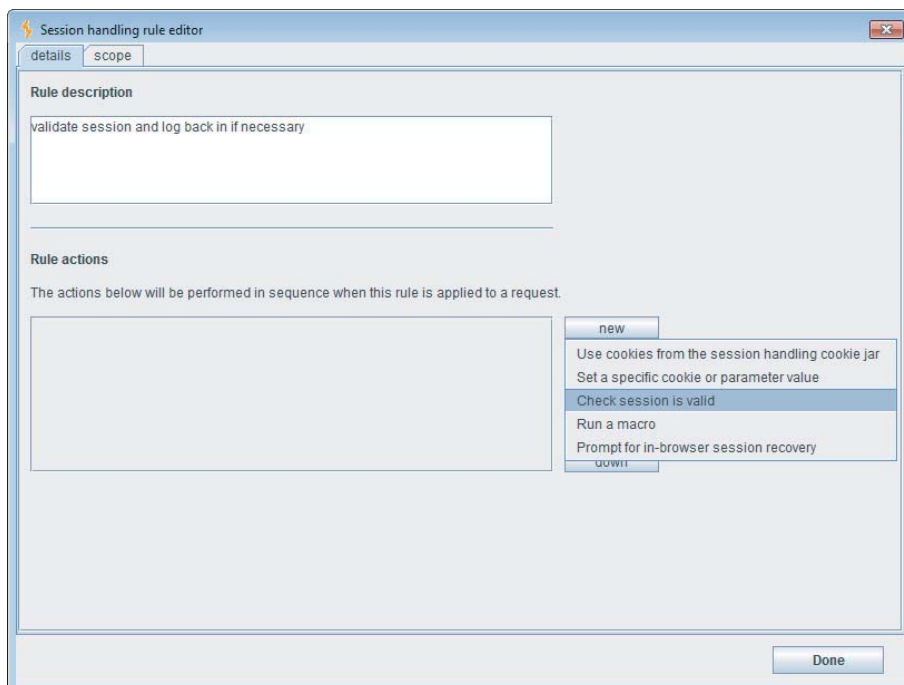 Session handling rule editor
details scope
Rule description
validate session and log back in if necessary
Rule actions
The actions below will be performed in sequence when this rule is applied to a request.
new
Use cookies from the session handling cookie jar
Set a specific cookie or parameter value
Check session is valid
Run a macro
Prompt for in-browser session recovery
down
Done